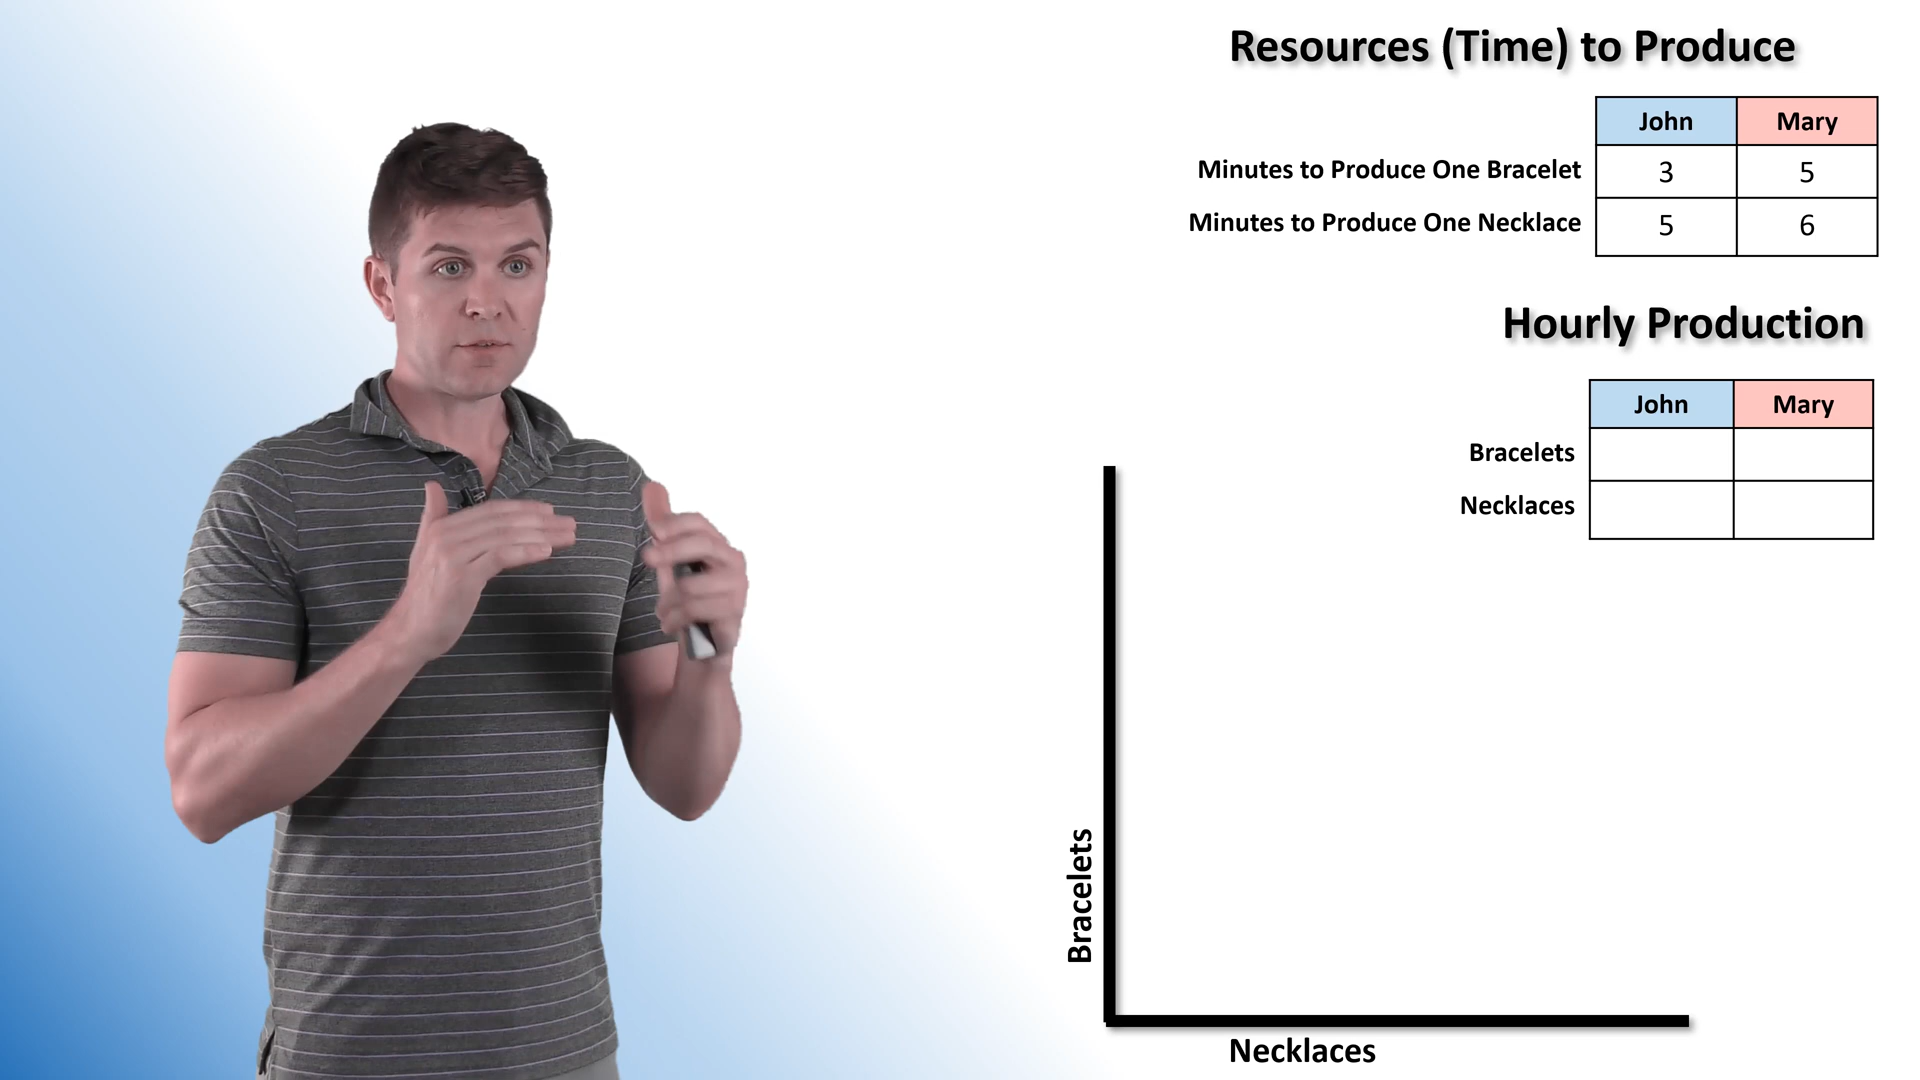 Resources (Time) to Produce
John Mary
Minutes to Produce One Bracelet 3 5
Minutes to Produce One Necklace 5 6
Hourly Production
John Mary
Bracelets
Necklaces
Bracelets
Necklaces